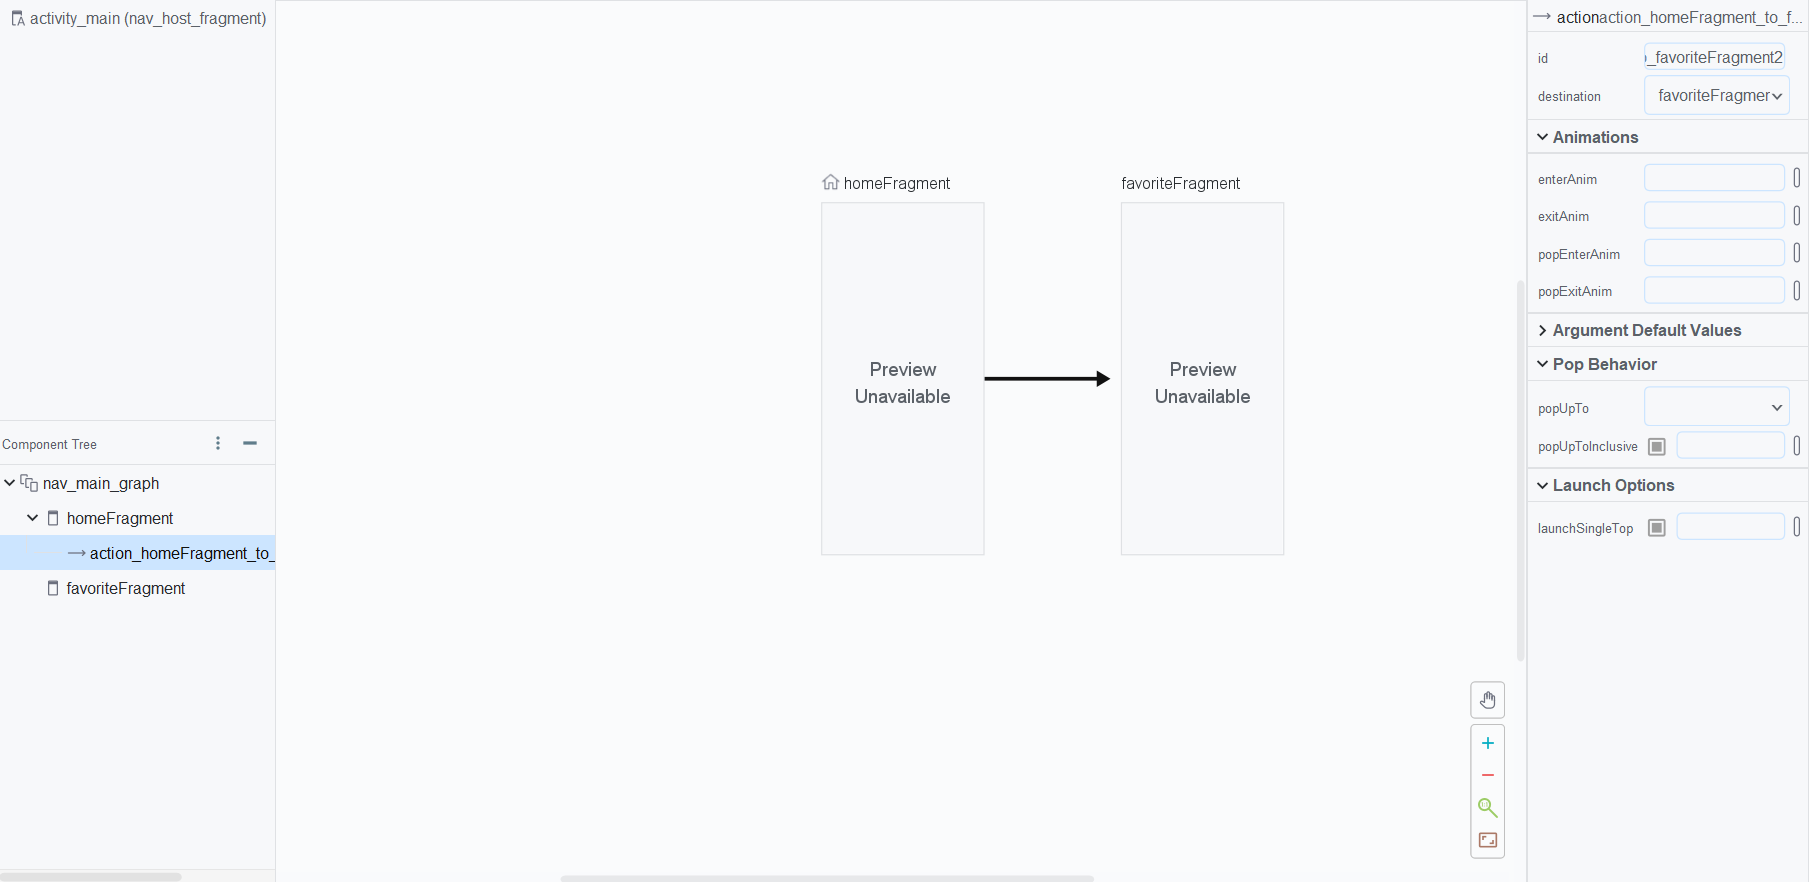 activity_main (nav_host_fragment)
Component Tree
nav_main_graph
homeFragment
action_homeFragment_to_
favoriteFragment
homeFragment
Preview
Unavailable
favoriteFragment
Preview
Unavailable
actionaction_homeFragment_to_f...
id
_favoriteFragment2
destination
favoriteFragmer
Animations
enterAnim
exitAnim
popEnterAnim
popExitAnim
Argument Default Values
Pop Behavior
popUpTo
popUpToInclusive
Launch Options
launchSingleTop